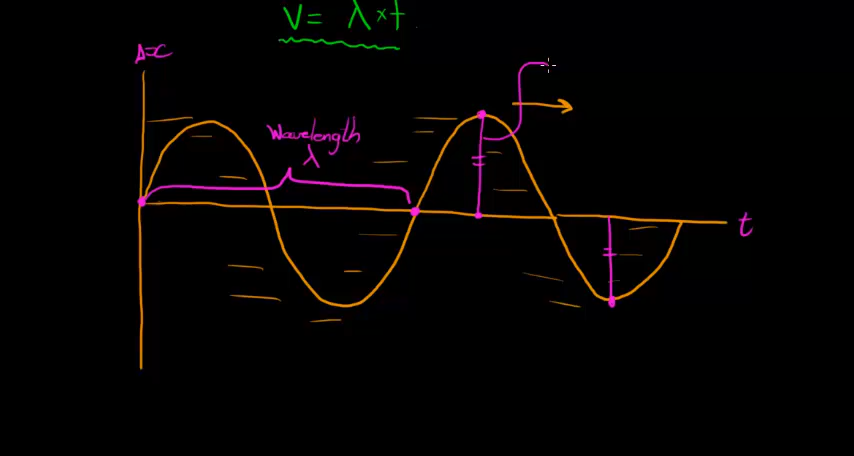 V = λ × f
Δx
Wavelength
λ
t